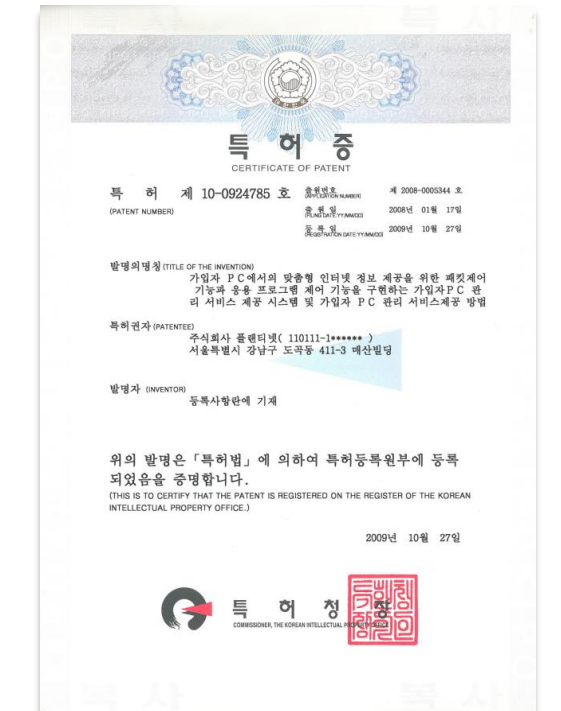 대한민국
특 허 증
CERTIFICATE OF PATENT
특 허 제 10-0924785 호
(PATENT NUMBER)
출원번호 제 2008-0005344 호
(APPLICATION NUMBER)
출 원 일 2008년 01월 17일
(FILING DATE:YY/MM/DD)
등 록 일 2009년 10월 27일
(REGISTRATION DATE:YY/MM/DD)
발명의명칭 (TITLE OF THE INVENTION)
가입자 PC에서의 맞춤형 인터넷 정보 제공을 위한 패킷제어
기능과 응용 프로그램 제어 기능을 구현하는 가입자PC 관
리 서비스 제공 시스템 및 가입자 PC 관리 서비스제공 방법
특허권자 (PATENTEE)
주식회사 플랜티넷( 110111-1****** )
서울특별시 강남구 도곡동 411-3 매산빌딩
발명자 (INVENTOR)
등록사항란에 기재
위의 발명은「특허법」에 의하여 특허등록원부에 등록
되었음을 증명합니다.
(THIS IS TO CERTIFY THAT THE PATENT IS REGISTERED ON THE REGISTER OF THE KOREAN
INTELLECTUAL PROPERTY OFFICE.)
2009년 10월 27일
특 허 청 장
COMMISSIONER, THE KOREAN INTELLECTUAL PROPERTY OFFICE